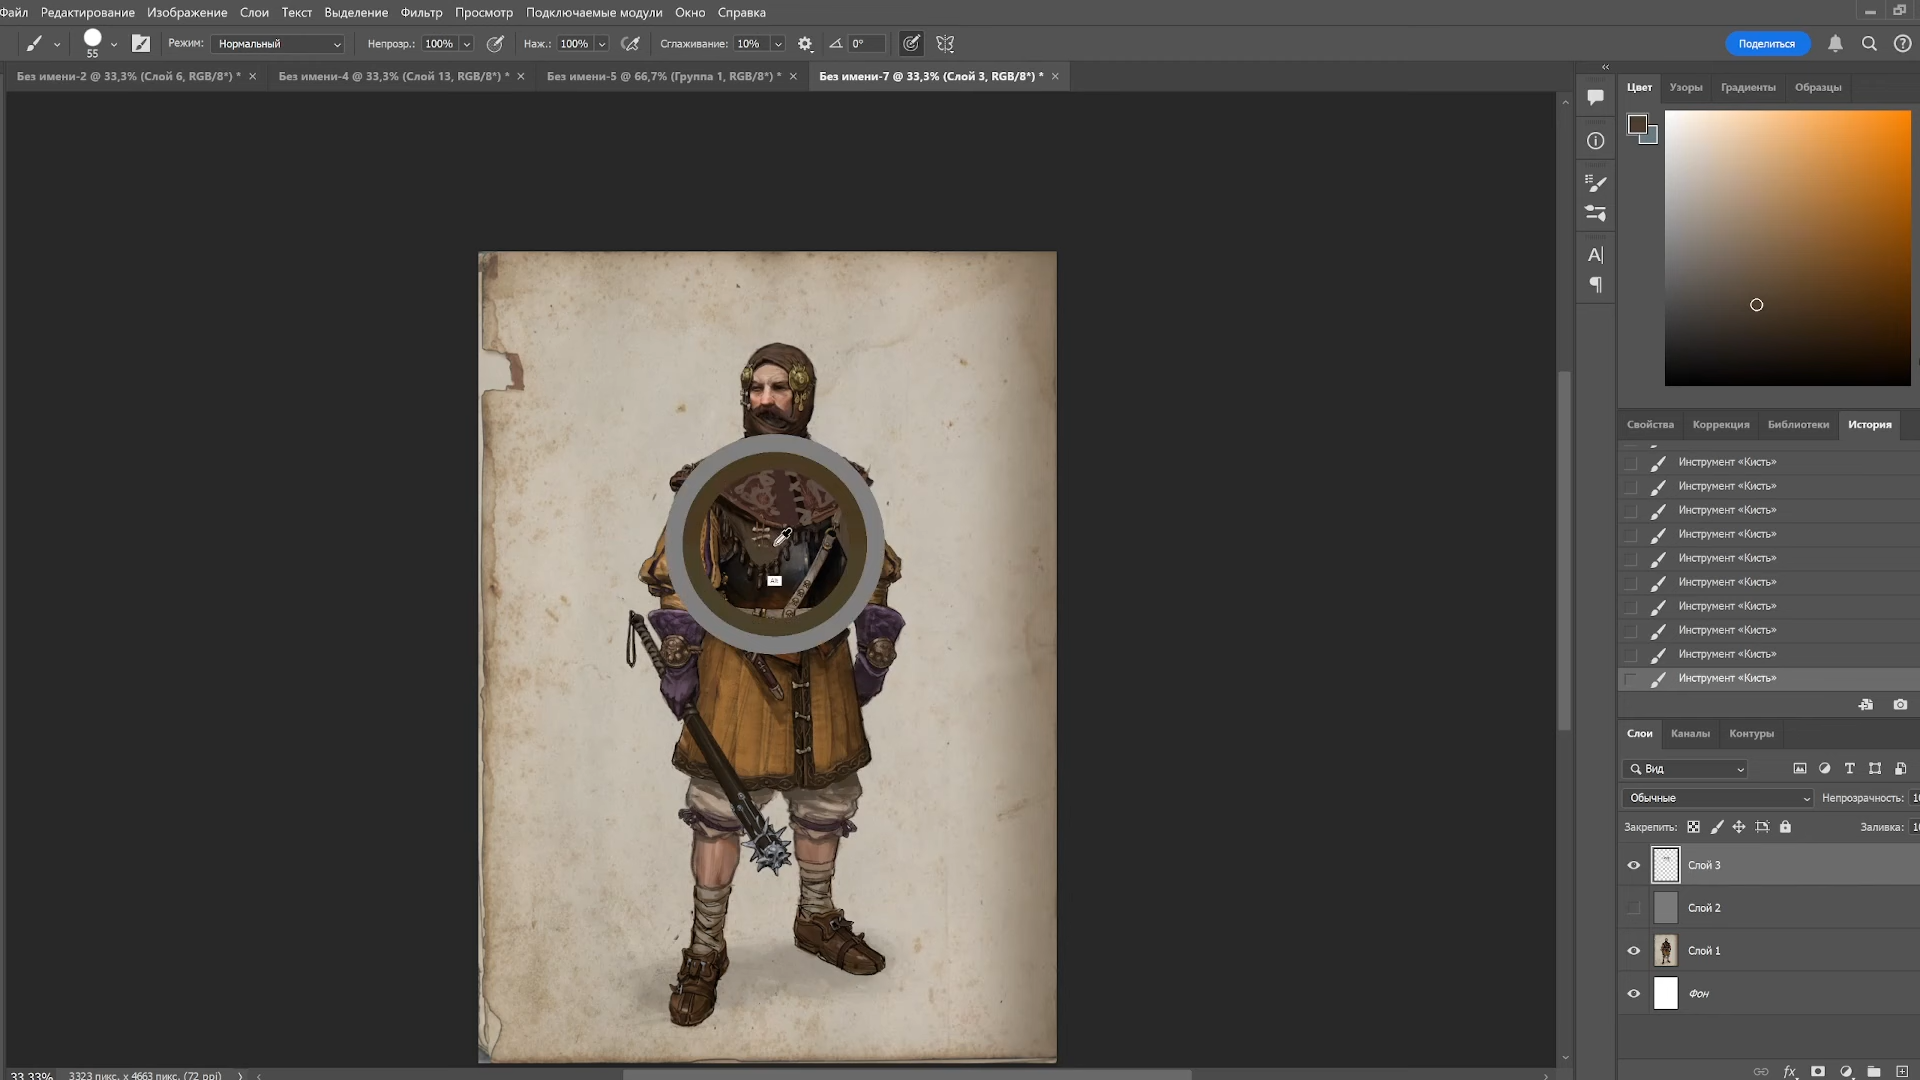 Файл Редактирование Изображение Слои Текст Выделение Фильтр Просмотр Подключаемые модули Окно Справка
55 Режим: Нормальный Непрозр.: 100% Наж.: 100% Сглаживание: 10% 0° Поделиться
Без имени-2 @ 33,3% (Слой 6, RGB/8*) * Без имени-4 @ 33,3% (Слой 13, RGB/8*) * Без имени-5 @ 66,7% (Группа 1, RGB/8*) * Без имени-7 @ 33,3% (Слой 3, RGB/8*) *
Цвет Узоры Градиенты Образцы
Свойства Коррекция Библиотеки История
Инструмент «Кисть»
Инструмент «Кисть»
Инструмент «Кисть»
Инструмент «Кисть»
Инструмент «Кисть»
Инструмент «Кисть»
Инструмент «Кисть»
Инструмент «Кисть»
Инструмент «Кисть»
Инструмент «Кисть»
Alt
Слои Каналы Контуры
Вид
Обычные Непрозрачность:
Закрепить: Заливка:
Слой 3
Слой 2
Слой 1
Фон
33,33% 3323 пикс. x 4663 пикс. (72 ppi)